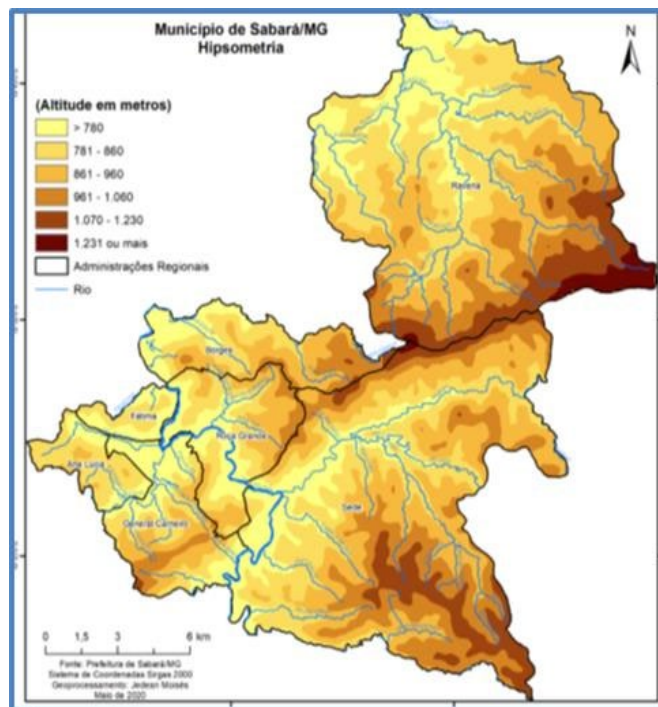 Município de Sabará/MG
Hipsometria
N
(Altitude em metros)
> 780
781 - 860
861 - 960
961 - 1.060
1.070 - 1.230
1.231 ou mais
Administrações Regionais
Rio
Ravena
Borges
Fátima
Roça Grande
Ana Lúcia
General Carneiro
Sede
0 1,5 3 6 km
Fonte: Prefeitura de Sabará/MG
Sistema de Coordenadas Sirgas 2000
Geoprocessamento: Jedean Moisés
Maio de 2020